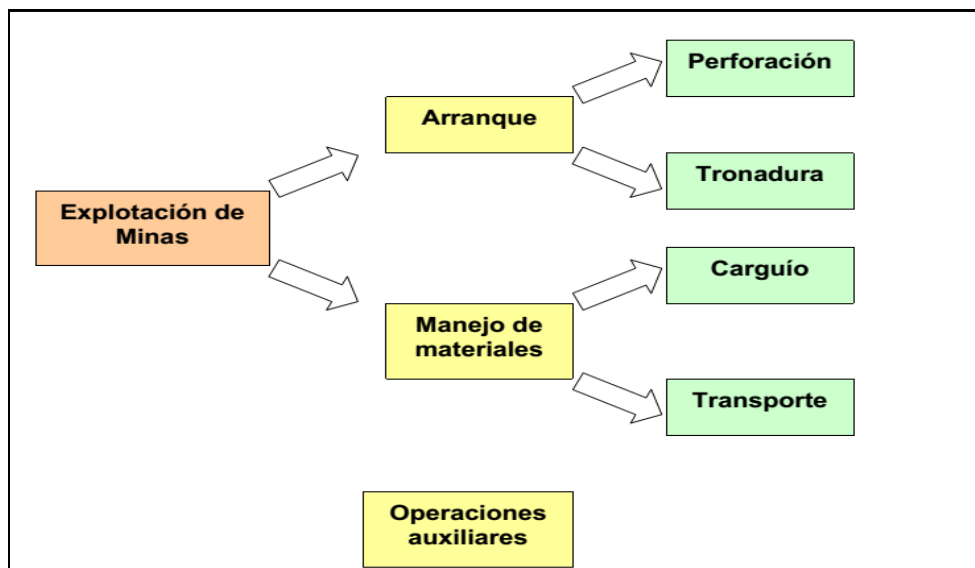 Explotación de
Minas
Arranque
Perforación
Tronadura
Manejo de
materiales
Carguío
Transporte
Operaciones
auxiliares